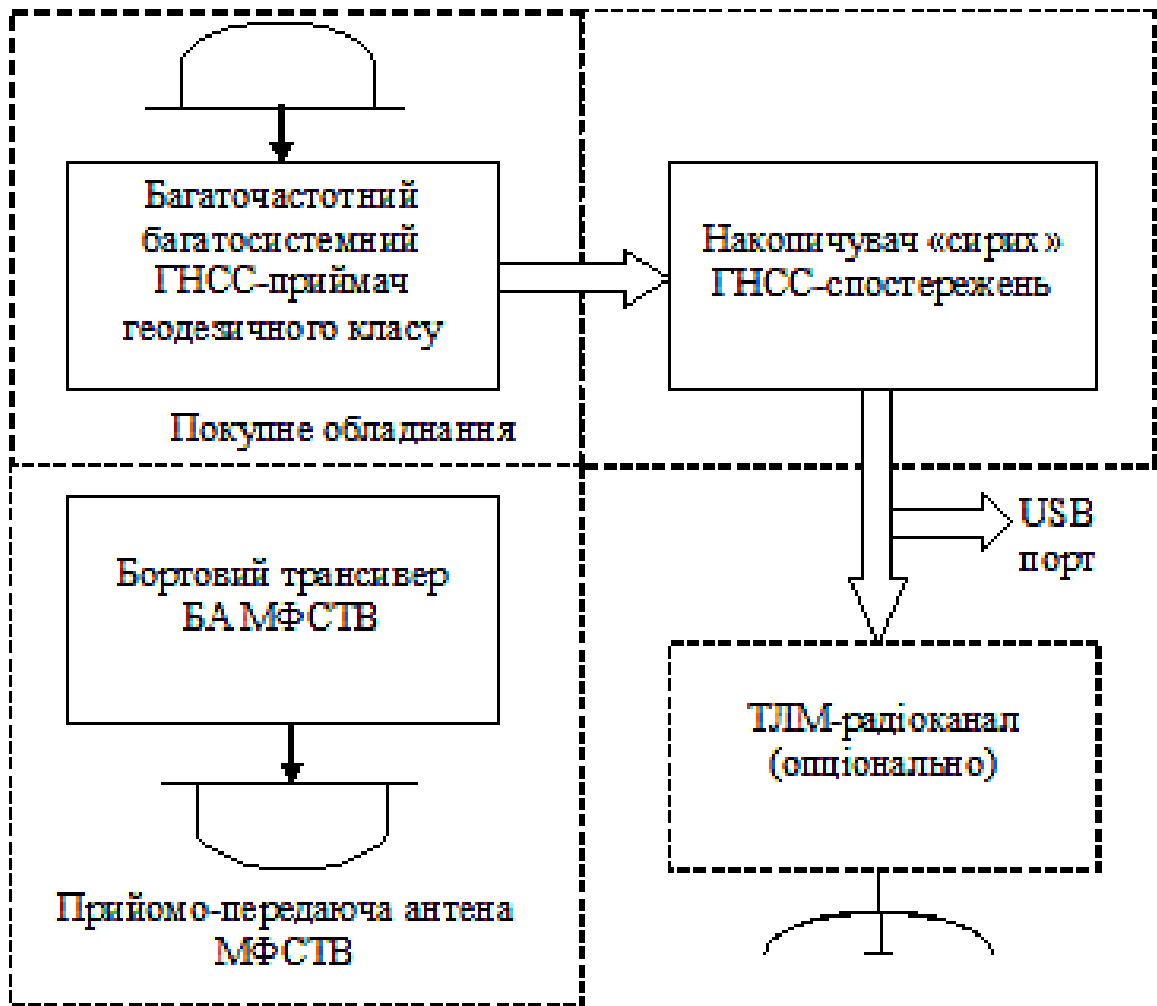 Багаточастотний
багатосистемний
ГНСС-приймач
геодезичного класу
Покупне обладнання
Накопичувач «сирих»
ГНСС-спостережень
USB
порт
Бортовий трансивер
БА МФСТВ
Прийомо-передаюча антена
МФСТВ
ТЛМ-радіоканал
(опціонально)